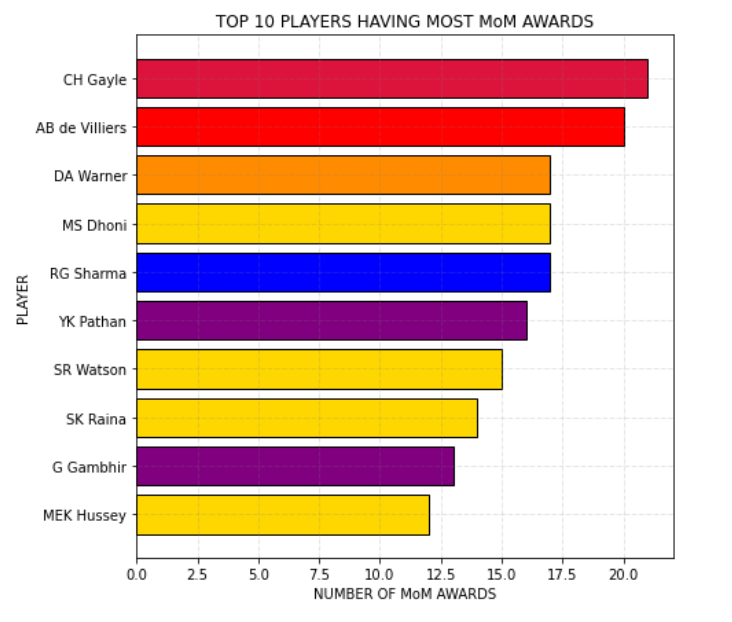 TOP 10 PLAYERS HAVING MOST MoM AWARDS
CH Gayle
AB de Villiers
DA Warner
MS Dhoni
RG Sharma
YK Pathan
SR Watson
SK Raina
G Gambhir
MEK Hussey
PLAYER
0.0 2.5 5.0 7.5 10.0 12.5 15.0 17.5 20.0
NUMBER OF MoM AWARDS